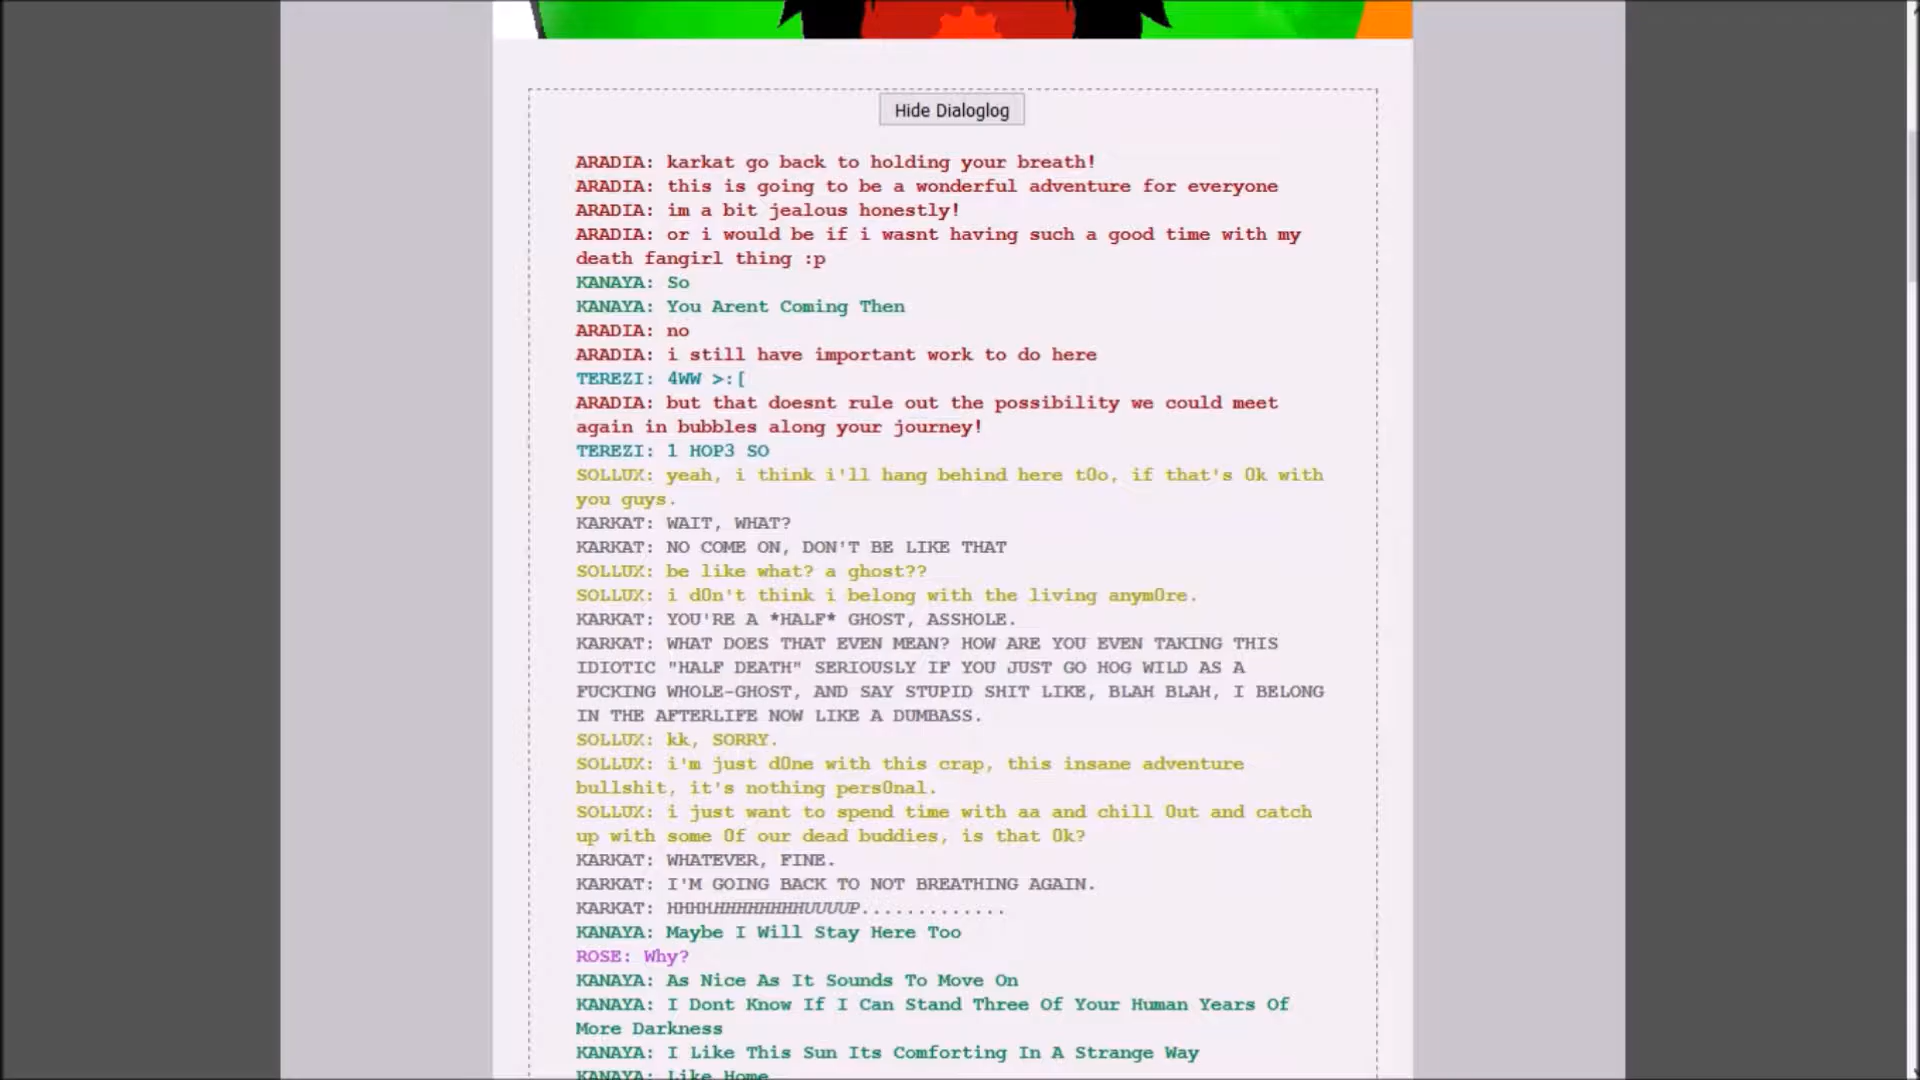 Hide Dialoglog
ARADIA: karkat go back to holding your breath!
ARADIA: this is going to be a wonderful adventure for everyone
ARADIA: im a bit jealous honestly!
ARADIA: or i would be if i wasnt having such a good time with my
death fangirl thing :p
KANAYA: So
KANAYA: You Arent Coming Then
ARADIA: no
ARADIA: i still have important work to do here
TEREZI: 4WW >:[
ARADIA: but that doesnt rule out the possibility we could meet
again in bubbles along your journey!
TEREZI: 1 HOP3 SO
SOLLUX: yeah, i think i'll hang behind here t0o, if that's 0k with
you guys.
KARKAT: WAIT, WHAT?
KARKAT: NO COME ON, DON'T BE LIKE THAT
SOLLUX: be like what? a ghost??
SOLLUX: i d0n't think i belong with the living anym0re.
KARKAT: YOU'RE A *HALF* GHOST, ASSHOLE.
KARKAT: WHAT DOES THAT EVEN MEAN? HOW ARE YOU EVEN TAKING THIS
IDIOTIC "HALF DEATH" SERIOUSLY IF YOU JUST GO HOG WILD AS A
FUCKING WHOLE-GHOST, AND SAY STUPID SHIT LIKE, BLAH BLAH, I BELONG
IN THE AFTERLIFE NOW LIKE A DUMBASS.
SOLLUX: kk, SORRY.
SOLLUX: i'm just d0ne with this crap, this insane adventure
bullshit, it's nothing pers0nal.
SOLLUX: i just want to spend time with aa and chill 0ut and catch
up with some 0f our dead buddies, is that 0k?
KARKAT: WHATEVER, FINE.
KARKAT: I'M GOING BACK TO NOT BREATHING AGAIN.
KARKAT: HHHHHHHHHHHHUUUUP.............
KANAYA: Maybe I Will Stay Here Too
ROSE: Why?
KANAYA: As Nice As It Sounds To Move On
KANAYA: I Dont Know If I Can Stand Three Of Your Human Years Of
More Darkness
KANAYA: I Like This Sun Its Comforting In A Strange Way
KANAYA: Like Home